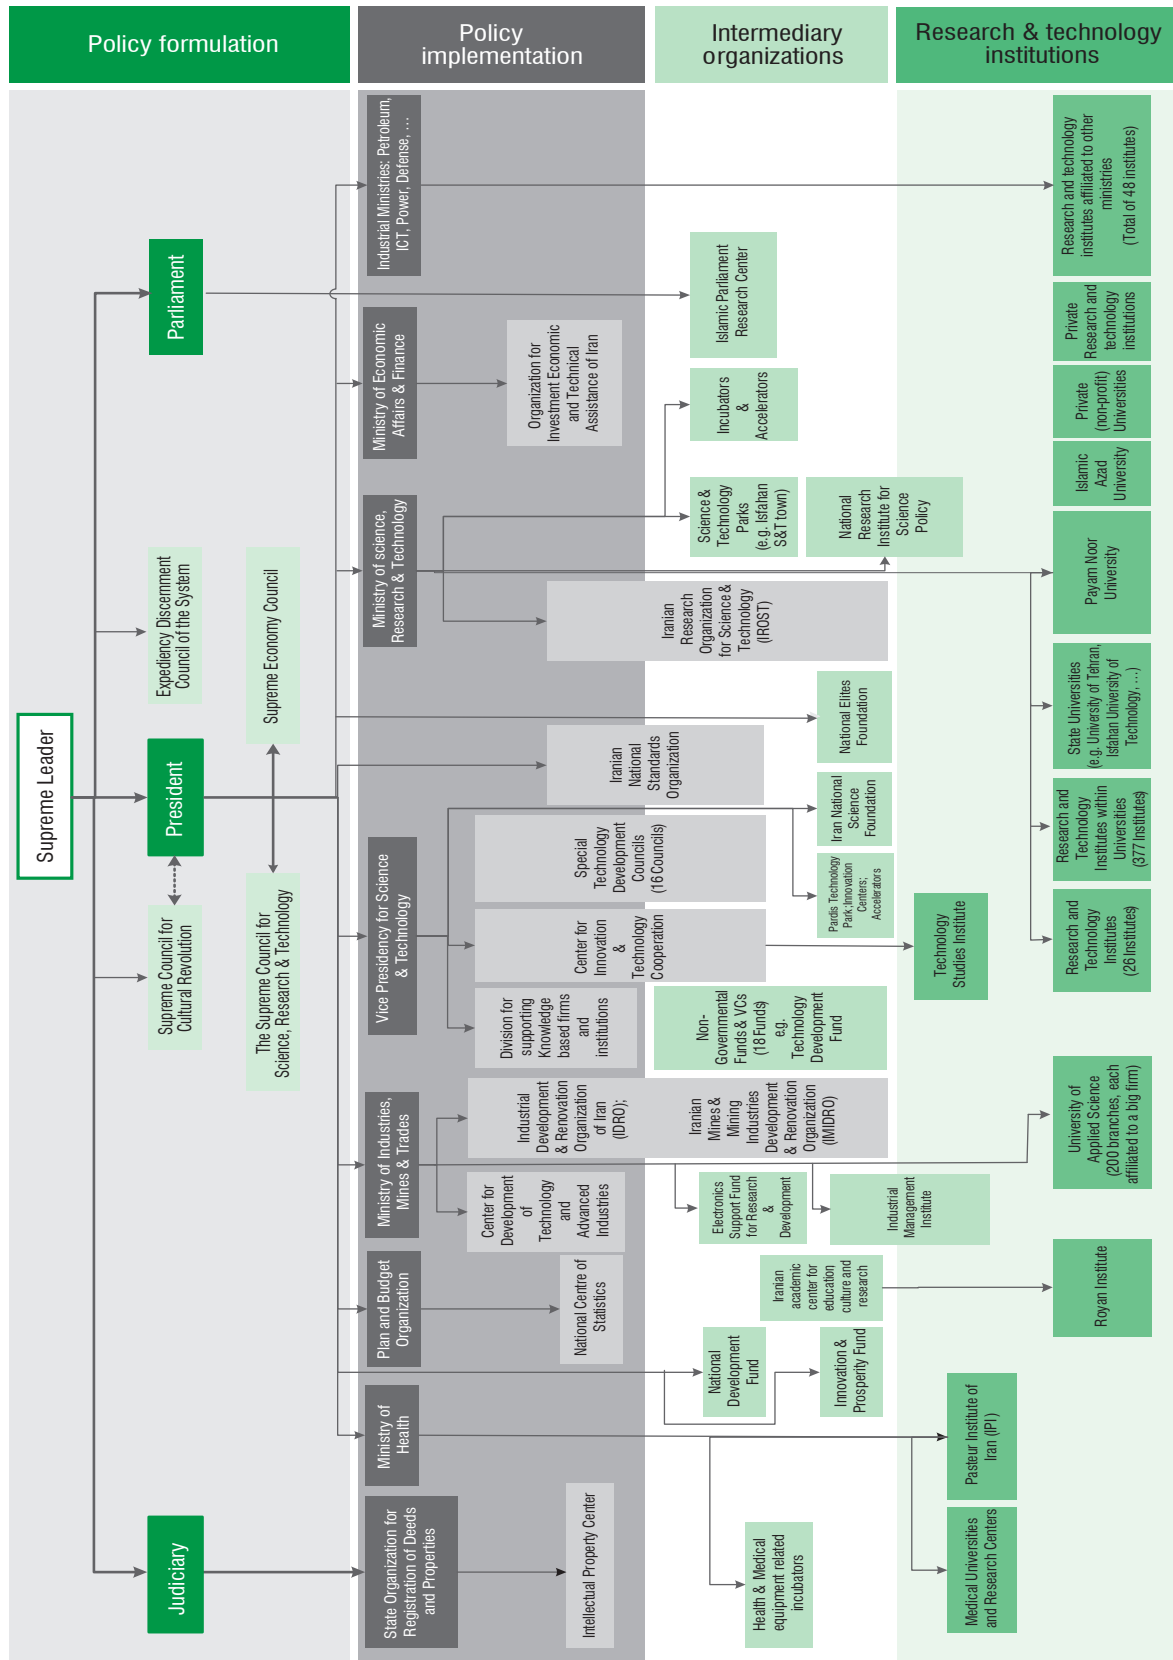 Policy formulation
Policy
implementation
Intermediary
organizations
Research & technology
institutions
Supreme Leader
Judiciary
President
Parliament
Supreme Council for
Cultural Revolution
Expediency Discernment
Council of the System
The Supreme Council for
Science, Research & Technology
Supreme Economy Council
State Organization for
Registration of Deeds
and Properties
Ministry of
Health
Plan and Budget
Organization
Ministry of Industries,
Mines & Trades
Vice Presidency for Science
& Technology
Ministry of science,
Research & Technology
Ministry of Economic
Affairs & Finance
Industrial Ministries: Petroleum,
ICT, Power, Defense, …
Intellectual Property Center
National Centre of
Statistics
Center for
Development
of
Technology
and
Advanced
Industries
Industrial
Development
& Renovation
Organization
of Iran
(IDRO);
Iranian
Mines &
Mining
Industries
Development
& Renovation
Organization
(IMIDRO)
Division for
supporting
Knowledge
based firms
and
institutions
Center for
Innovation
&
Technology
Cooperation
Special
Technology
Development
Councils
(16 Councils)
Iranian
National
Standards
Organization
Iranian
Research
Organization
for Science &
Technology
(IROST)
Organization for
Investment Economic
and Technical
Assistance of Iran
Health & Medical
equipment related
incubators
National
Development
Fund
Innovation &
Prosperity Fund
Iranian
academic
center for
education
culture and
research
Electronics
Support Fund
for Research
&
Development
Industrial
Management
Institute
Non-
Governmental
Funds & VCs
(18 Funds)
e.g.
Technology
Development
Fund
Pardis Technology
Park;Innovation
Centers;
Accelerators
Iran National
Science
Foundation
National Elites
Foundation
Science &
Technology
Parks
(e.g. Isfahan
S&T town)
National
Research
Institute for
Science
Policy
Incubators
&
Accelerators
Islamic Parliament
Research Center
Medical Universities
and Research Centers
Pasteur Institute of
Iran (IPI)
Royan Institute
University of
Applied Science
(200 branches, each
affiliated to a big firm)
Technology
Studies Institute
Research and
Technology
Institutes
(26 Institutes)
Research and
Technology
Institutes within
Universities
(377 Institutes)
State Universities
(e.g. University of Tehran,
Isfahan University of
Technology, …)
Payam Noor
University
Islamic
Azad
University
Private
(non-profit)
Universities
Private
Research and
technology
institutions
Research and technology
institutes affiliated to other
ministries
(Total of 48 institutes)